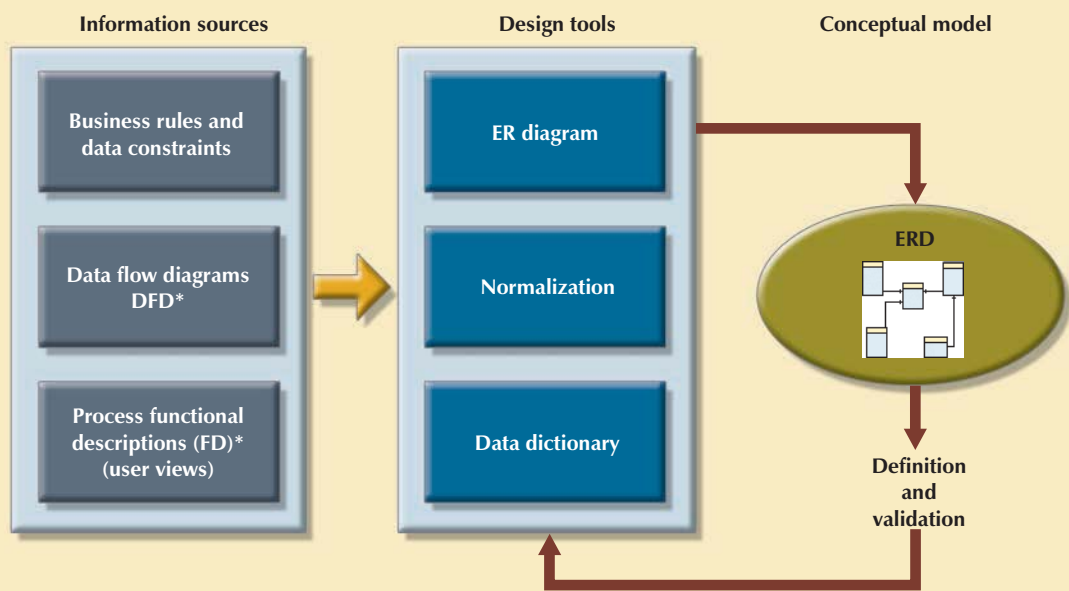 Information sources
Design tools
Conceptual model
Business rules and
data constraints
Data flow diagrams
DFD*
Process functional
descriptions (FD)*
(user views)
ER diagram
Normalization
Data dictionary
ERD
Definition
and
validation